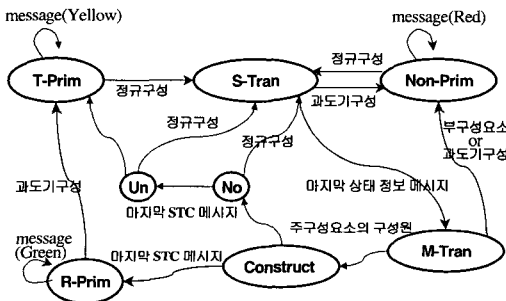 message(Yellow)
message(Red)
T-Prim
정규구성
S-Tran
정규구성
과도기구성
Non-Prim
정규구성
정규구성
부구성요소
or
과도기구성
과도기구성
Un
No
마지막 STC 메시지
마지막 상태 정보 메시지
주구성요소의 구성원
M-Tran
message
(Green)
마지막 STC 메시지
R-Prim
Construct